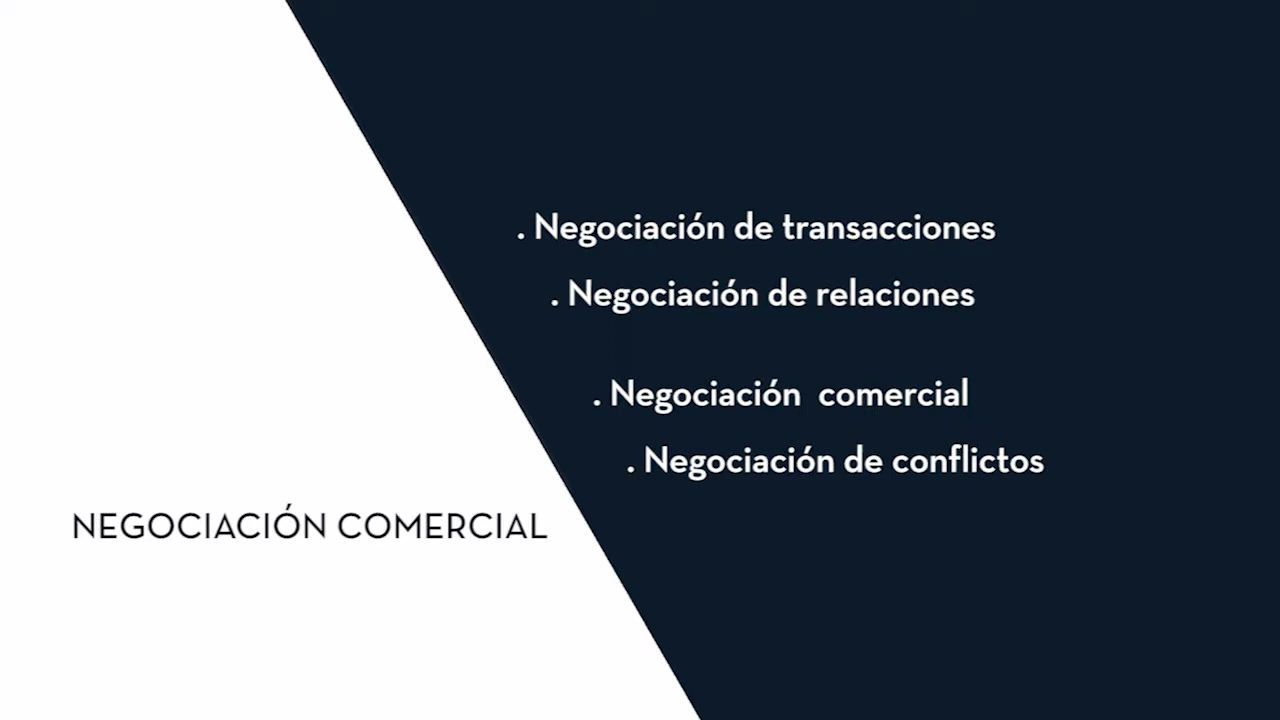 . Negociación de transacciones
. Negociación de relaciones
. Negociación  comercial
. Negociación de conflictos
NEGOCIACIÓN COMERCIAL